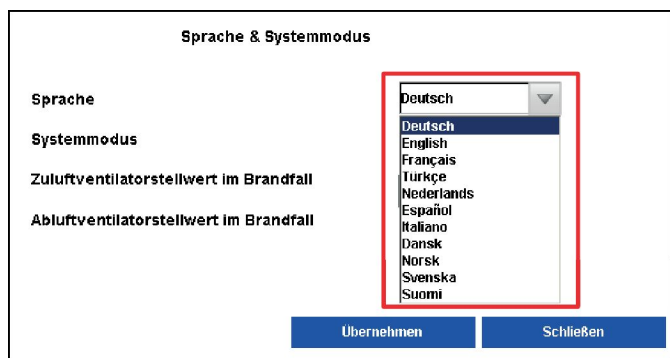 Sprache & Systemmodus
Sprache
Deutsch
Systemmodus
Zuluftventilatorstellwert im Brandfall
Abluftventilatorstellwert im Brandfall
Deutsch
English
Français
Türkçe
Nederlands
Español
Italiano
Dansk
Norsk
Svenska
Suomi
Übernehmen
Schließen